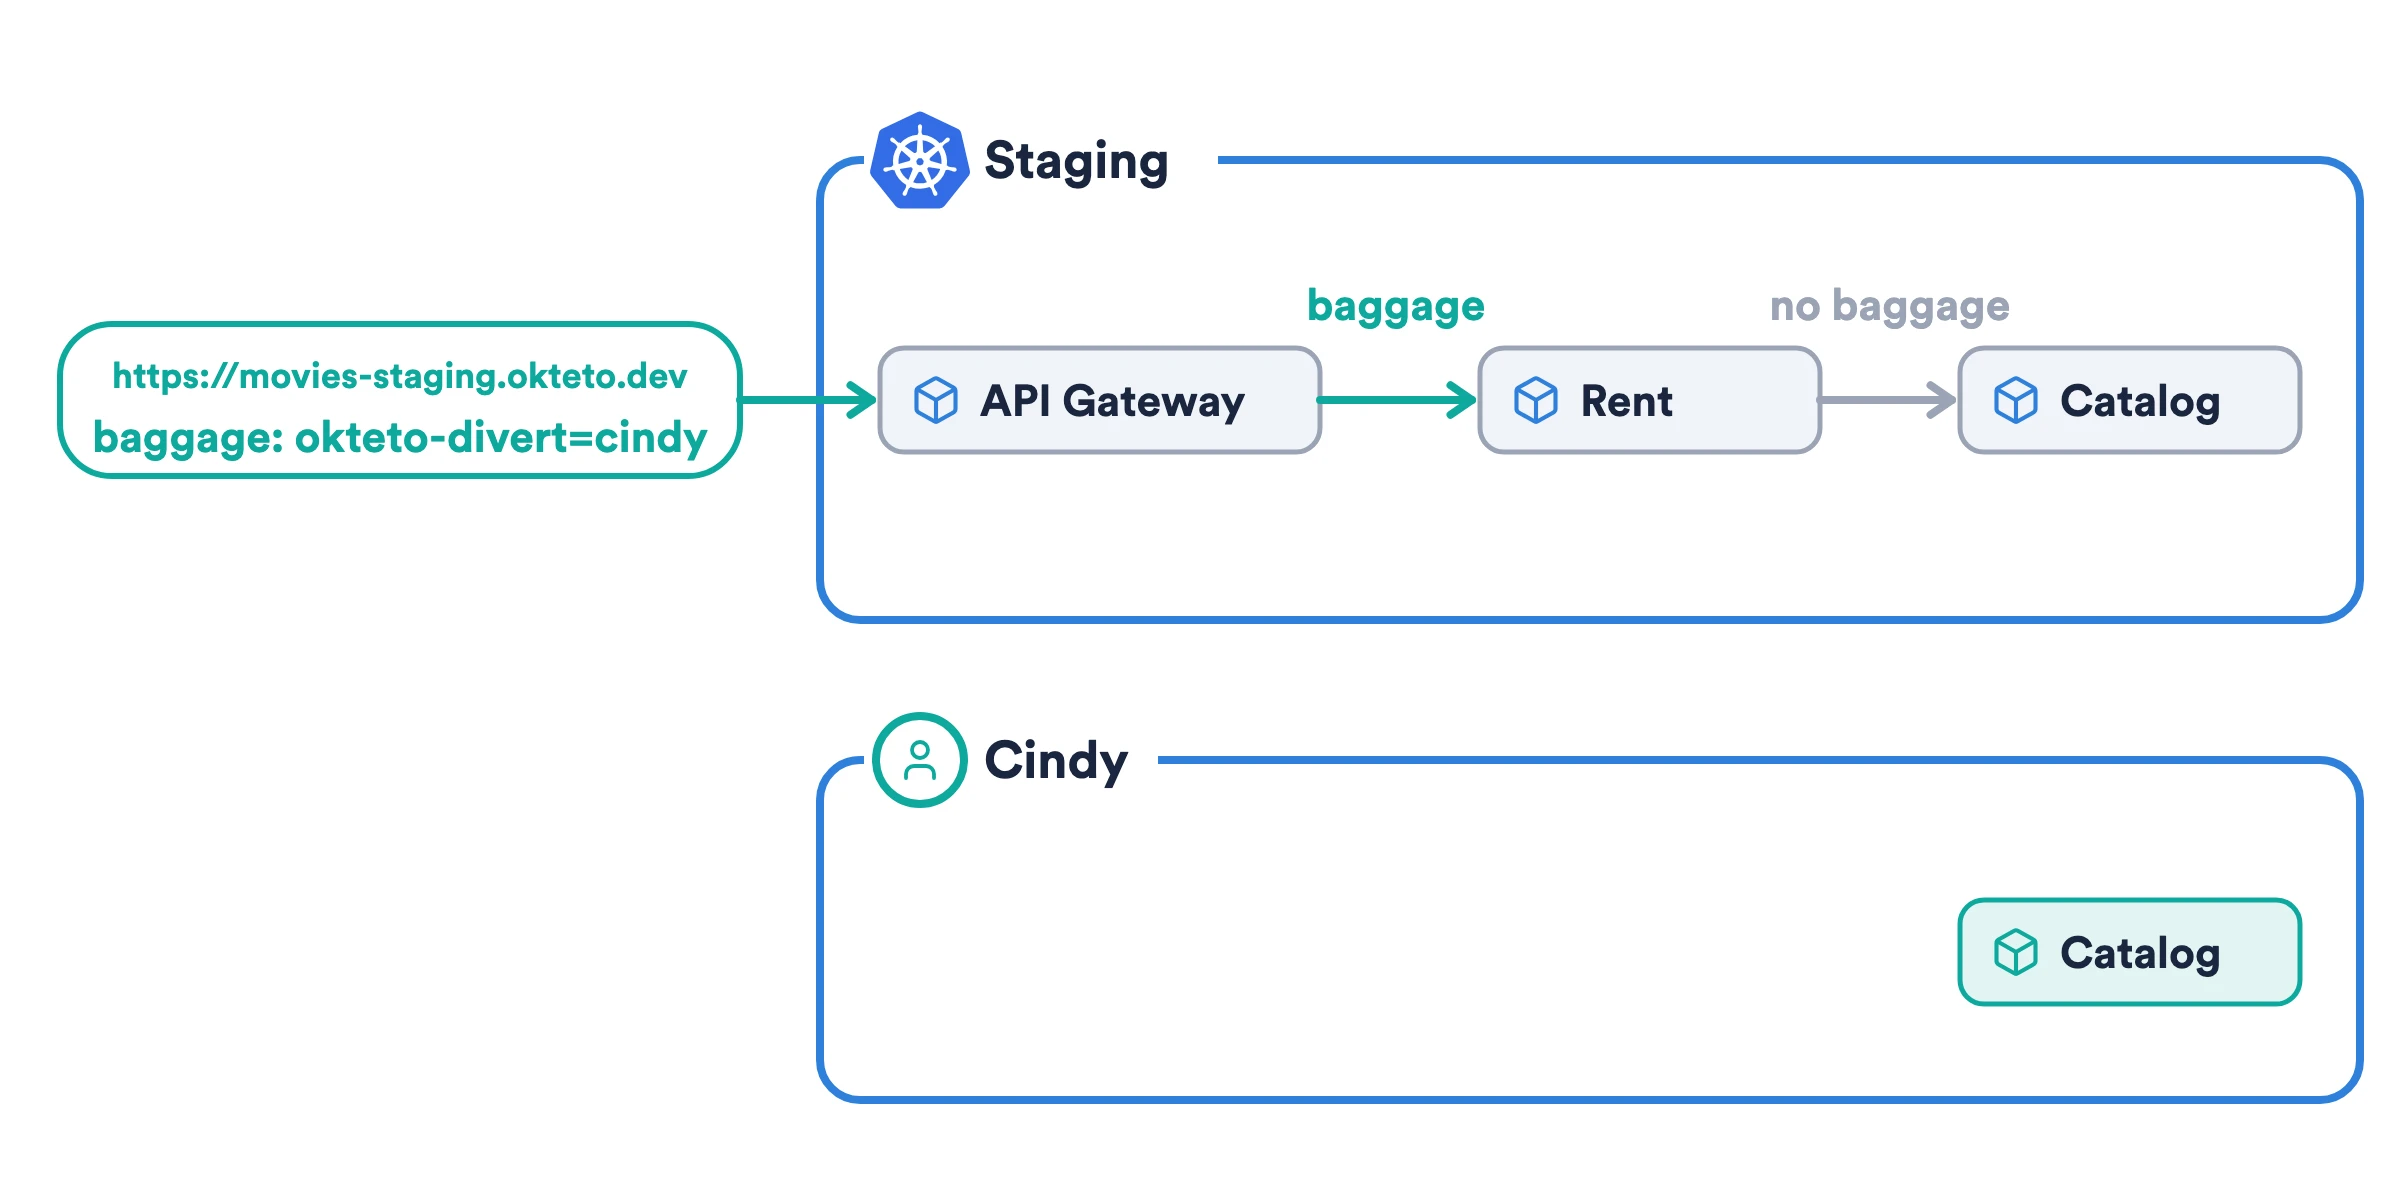 Staging
baggage
no baggage
https://movies-staging.okteto.dev
baggage: okteto-divert=cindy
API Gateway
Rent
Catalog
Cindy
Catalog